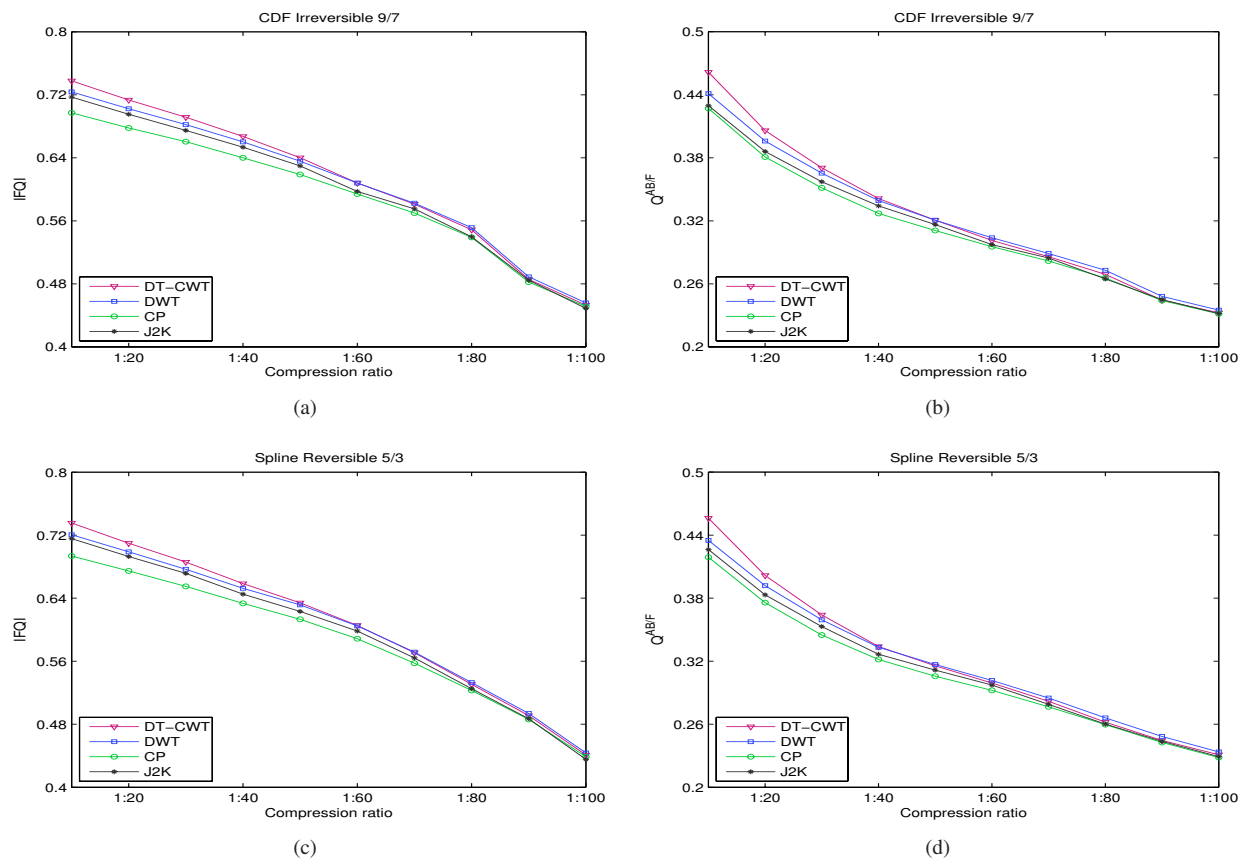 CDF Irreversible 9/7
0.8
0.72
0.64
0.56
0.48
0.4
IFQI
DT−CWT
DWT
CP
J2K
1:20 1:40 1:60 1:80 1:100
Compression ratio
(a)
CDF Irreversible 9/7
0.5
0.44
0.38
0.32
0.26
0.2
Q^AB/F
DT−CWT
DWT
CP
J2K
1:20 1:40 1:60 1:80 1:100
Compression ratio
(b)
Spline Reversible 5/3
0.8
0.72
0.64
0.56
0.48
0.4
IFQI
DT−CWT
DWT
CP
J2K
1:20 1:40 1:60 1:80 1:100
Compression ratio
(c)
Spline Reversible 5/3
0.5
0.44
0.38
0.32
0.26
0.2
Q^AB/F
DT−CWT
DWT
CP
J2K
1:20 1:40 1:60 1:80 1:100
Compression ratio
(d)